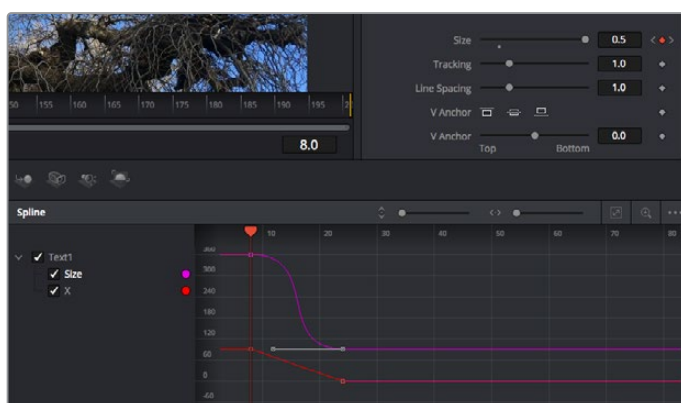 Size 0.5
Tracking 1.0
Line Spacing 1.0
V Anchor
V Anchor 0.0
Top Bottom
155 160 165 170 175 180 185 190 195
8.0
Spline
10 20 30 40 50 60 70 80
Text1
Size
X
300
240
180
120
60
0
-60